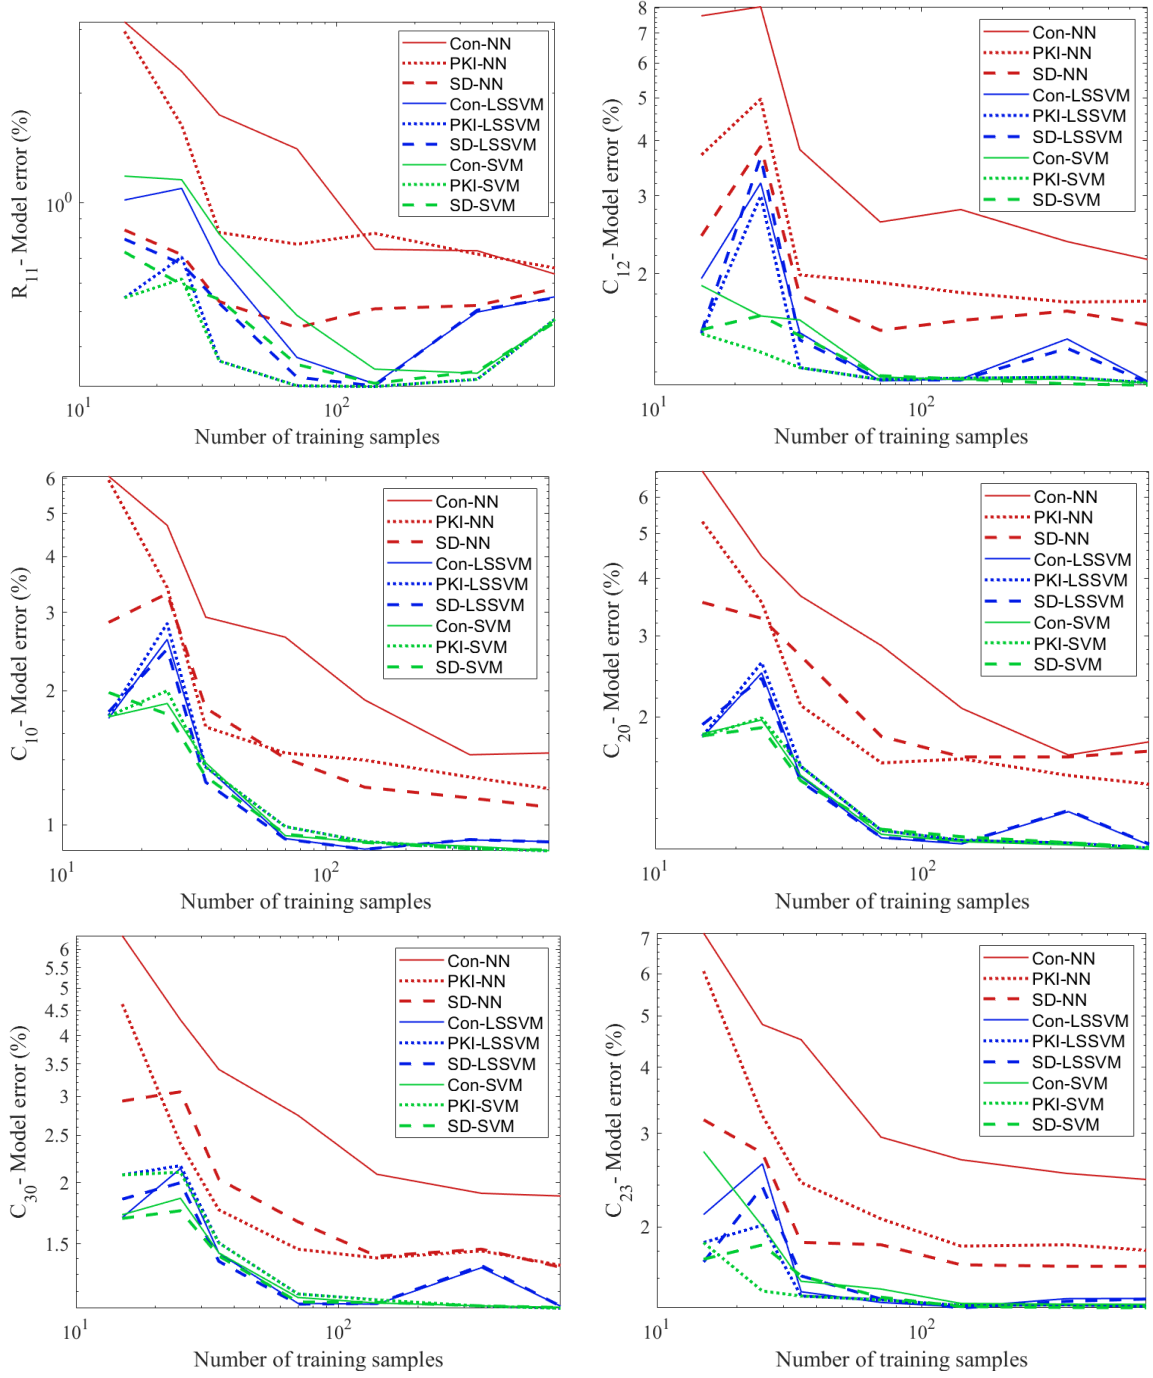 R11- Model error (%)
10^0
Con-NN
PKI-NN
SD-NN
Con-LSSVM
PKI-LSSVM
SD-LSSVM
Con-SVM
PKI-SVM
SD-SVM
10^1
10^2
Number of training samples
C12- Model error (%)
8
7
6
5
4
3
2
Con-NN
PKI-NN
SD-NN
Con-LSSVM
PKI-LSSVM
SD-LSSVM
Con-SVM
PKI-SVM
SD-SVM
10^1
10^2
Number of training samples
C10- Model error (%)
6
5
4
3
2
1
Con-NN
PKI-NN
SD-NN
Con-LSSVM
PKI-LSSVM
SD-LSSVM
Con-SVM
PKI-SVM
SD-SVM
10^1
10^2
Number of training samples
C20- Model error (%)
6
5
4
3
2
Con-NN
PKI-NN
SD-NN
Con-LSSVM
PKI-LSSVM
SD-LSSVM
Con-SVM
PKI-SVM
SD-SVM
10^1
10^2
Number of training samples
C30- Model error (%)
6
5.5
5
4.5
4
3.5
3
2.5
2
1.5
Con-NN
PKI-NN
SD-NN
Con-LSSVM
PKI-LSSVM
SD-LSSVM
Con-SVM
PKI-SVM
SD-SVM
10^1
10^2
Number of training samples
C23- Model error (%)
7
6
5
4
3
2
Con-NN
PKI-NN
SD-NN
Con-LSSVM
PKI-LSSVM
SD-LSSVM
Con-SVM
PKI-SVM
SD-SVM
10^1
10^2
Number of training samples